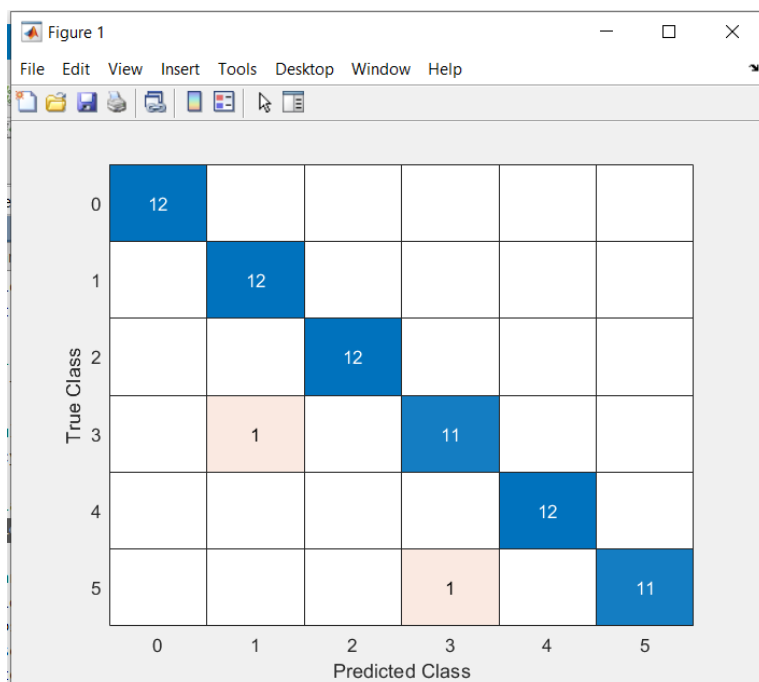 Figure 1
File Edit View Insert Tools Desktop Window Help
0 12
1 12
2 12
3 1 11
4 12
5 1 11
True Class
0 1 2 3 4 5
Predicted Class